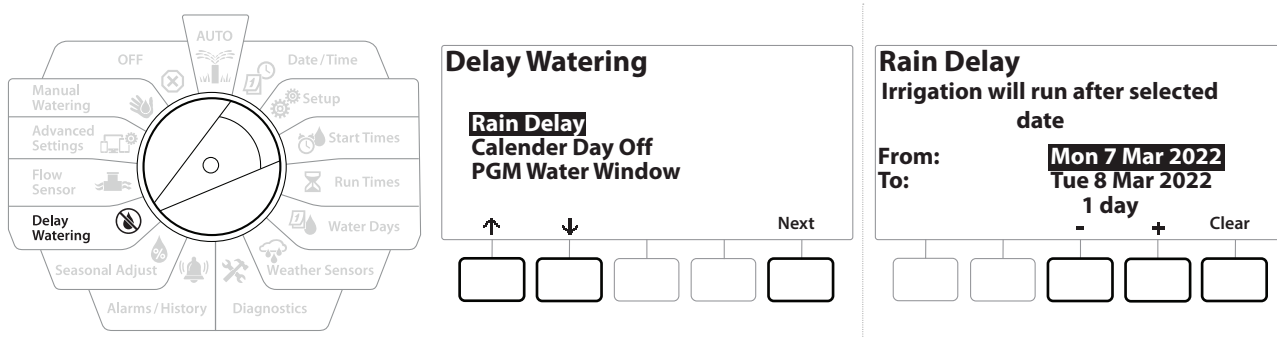 AUTO
OFF
Date/Time
Manual
Watering
Setup
Advanced
Settings
Start Times
Flow
Sensor
Run Times
Delay
Watering
Water Days
Seasonal Adjust
Weather Sensors
Alarms/History
Diagnostics
Delay Watering
Rain Delay
Calender Day Off
PGM Water Window
↑ ↓ Next
Rain Delay
Irrigation will run after selected
date
From: Mon 7 Mar 2022
To: Tue 8 Mar 2022
1 day
- + Clear